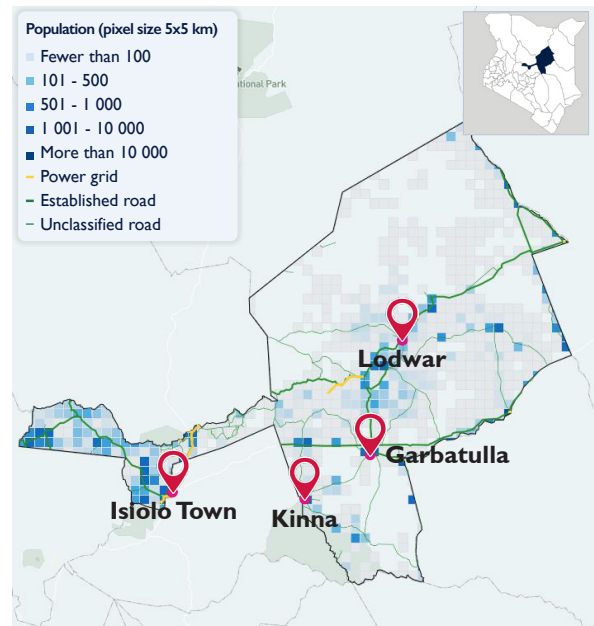 Population (pixel size 5x5 km)
Fewer than 100
101 - 500
501 - 1 000
1 001 - 10 000
More than 10 000
Power grid
Established road
Unclassified road
National Park
Lodwar
Garbatulla
Isiolo Town
Kinna